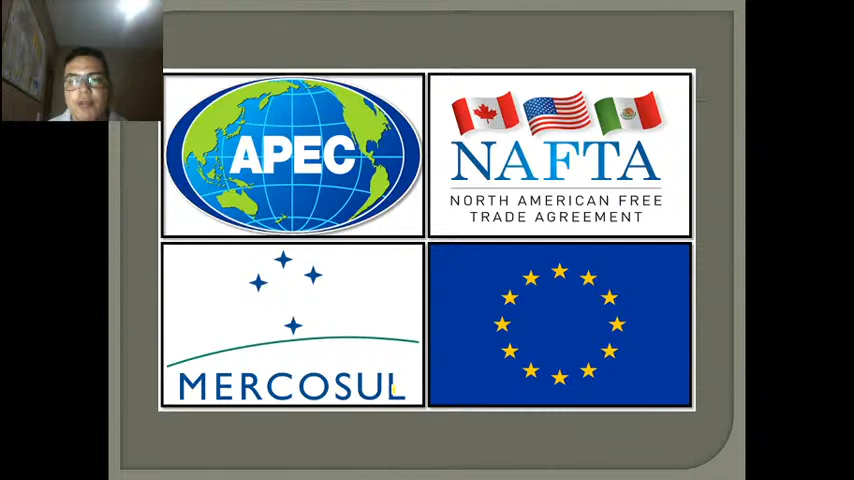 APEC
NAFTA
NORTH AMERICAN FREE
TRADE AGREEMENT
MERCOSUL